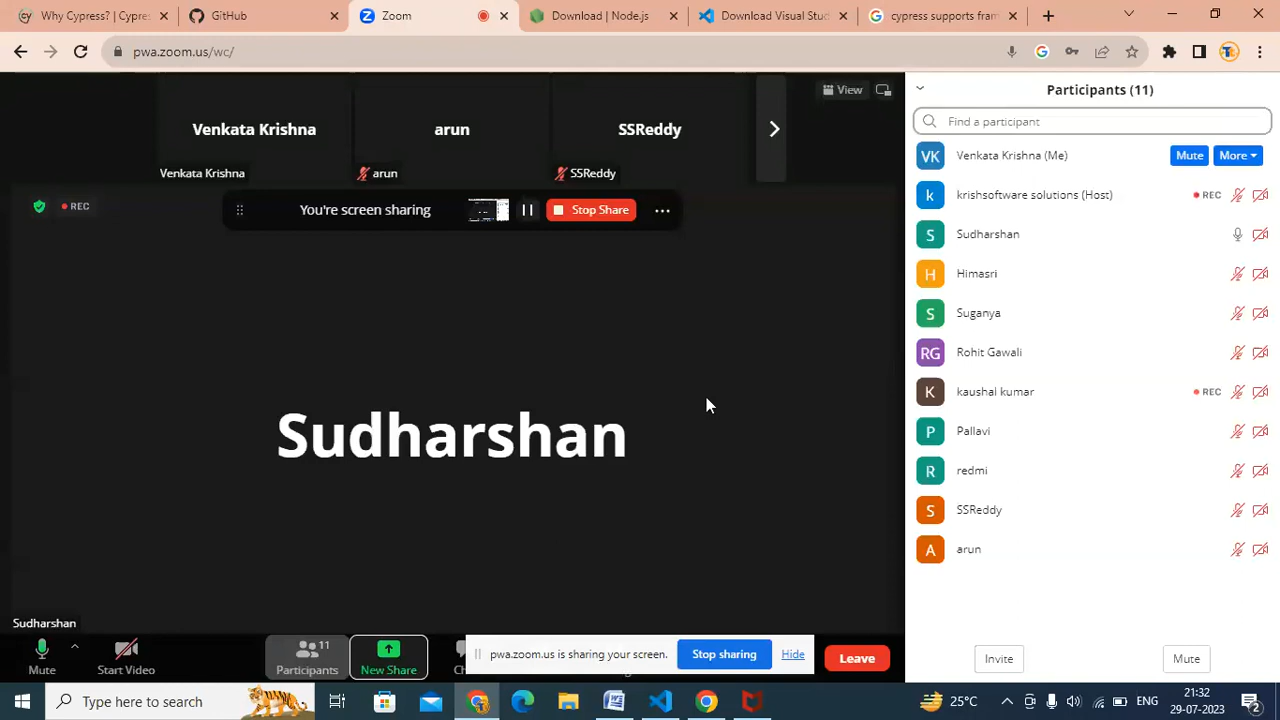 Why Cypress? | Cypres
GitHub
Zoom
Download | Node.js
Download Visual Stud
cypress supports fram
pwa.zoom.us/wc/
Venkata Krishna
arun
SSReddy
View
Venkata Krishna
arun
SSReddy
REC
You're screen sharing
Stop Share
Sudharshan
Sudharshan
Participants (11)
Find a participant
VK Venkata Krishna (Me) Mute More
k krishsoftware solutions (Host) REC
S Sudharshan
H Himasri
S Suganya
RG Rohit Gawali
K kaushal kumar REC
P Pallavi
R redmi
S SSReddy
A arun
Invite
Mute
Mute
Start Video
11
Participants
New Share
Ch
pwa.zoom.us is sharing your screen.
Stop sharing
Hide
Leave
Type here to search
25°C
ENG
21:32
29-07-2023
2